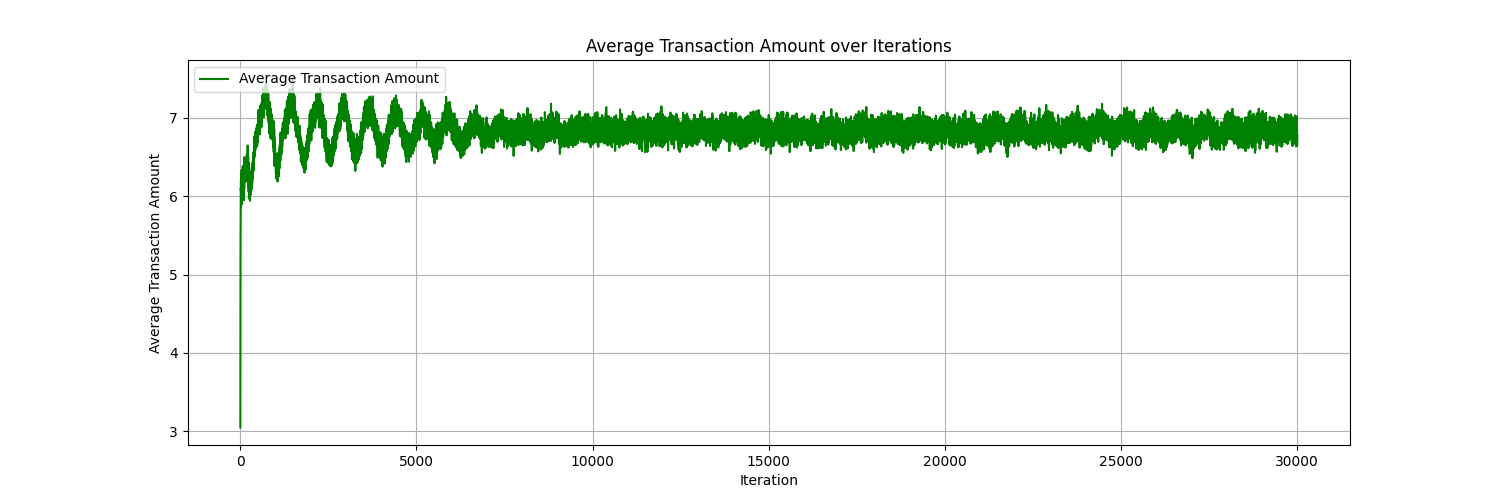 Average Transaction Amount over Iterations
Average Transaction Amount
Average Transaction Amount
7
6
5
4
3
0 5000 10000 15000 20000 25000 30000
Iteration